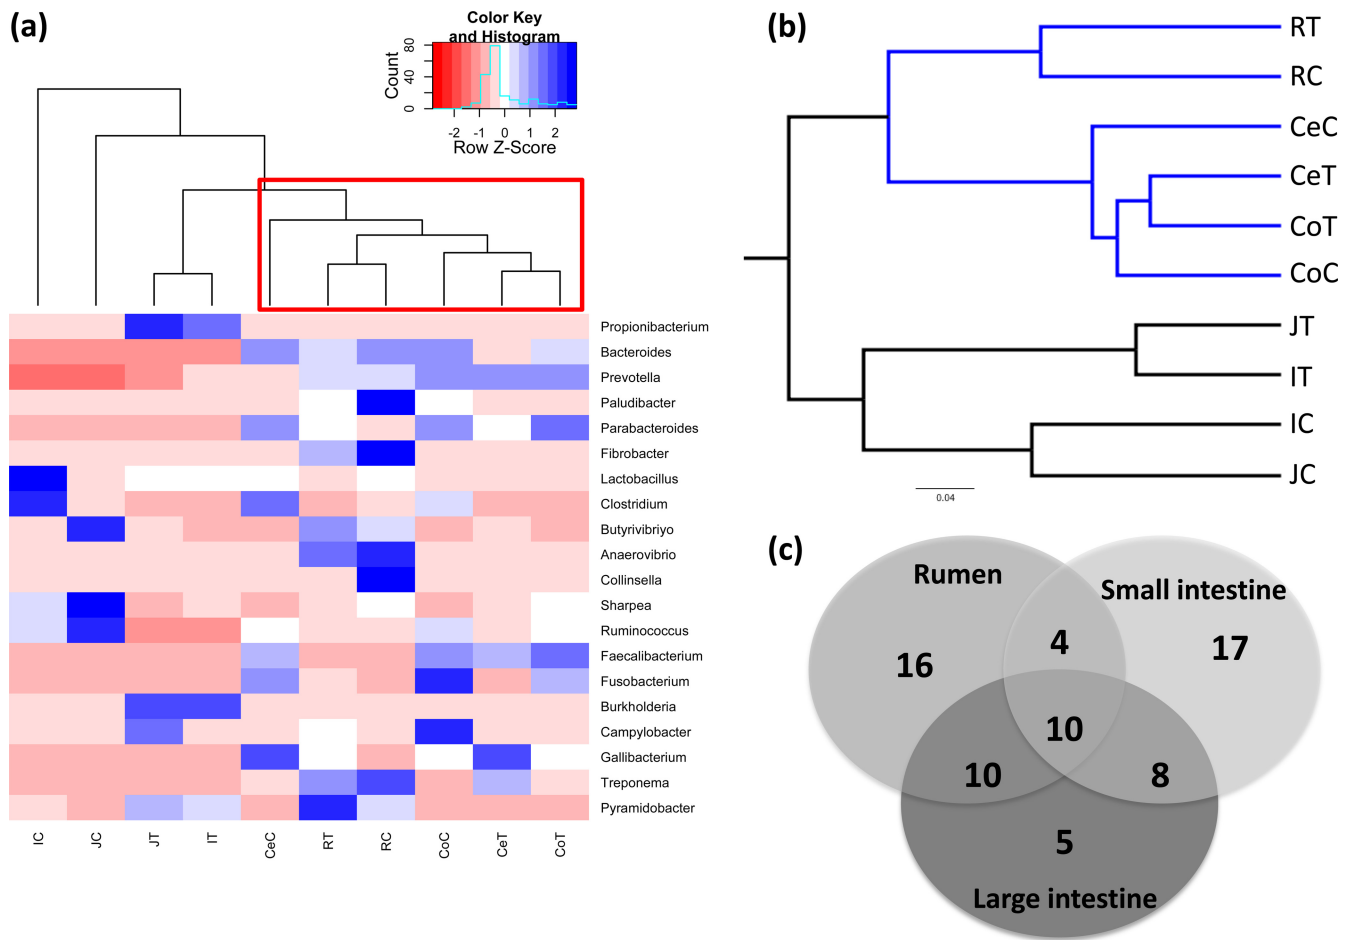 (a)
Color Key
and Histogram
Count
0 40 80
-2 -1 0 1 2
Row Z-Score
Propionibacterium
Bacteroides
Prevotella
Paludibacter
Parabacteroides
Fibrobacter
Lactobacillus
Clostridium
Butyrivibriyo
Anaerovibrio
Collinsella
Sharpea
Ruminococcus
Faecalibacterium
Fusobacterium
Burkholderia
Campylobacter
Gallibacterium
Treponema
Pyramidobacter
IC JC JT IT CeC RT RC CoC CeT CoT
(b)
RT
RC
CeC
CeT
CoT
CoC
JT
IT
IC
JC
0.04
(c)
Rumen
Small intestine
4
16
17
10
10
8
5
Large intestine